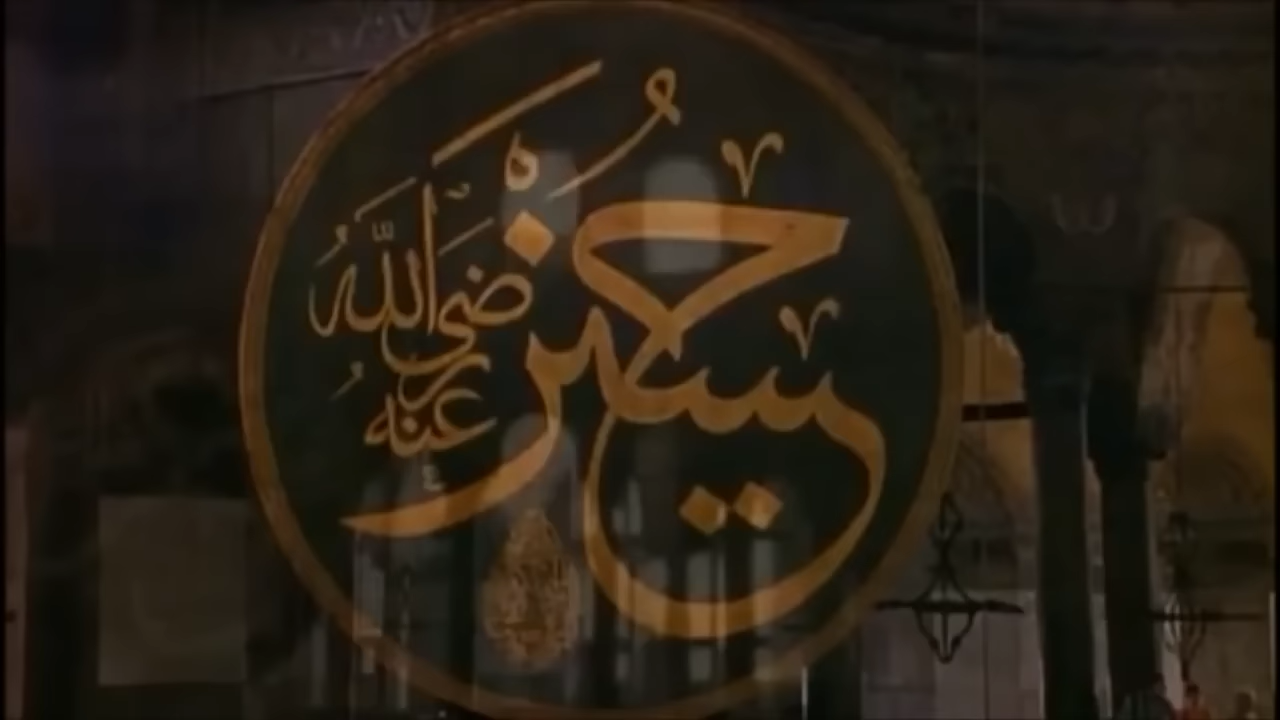 حسين
رضي الله
عنه